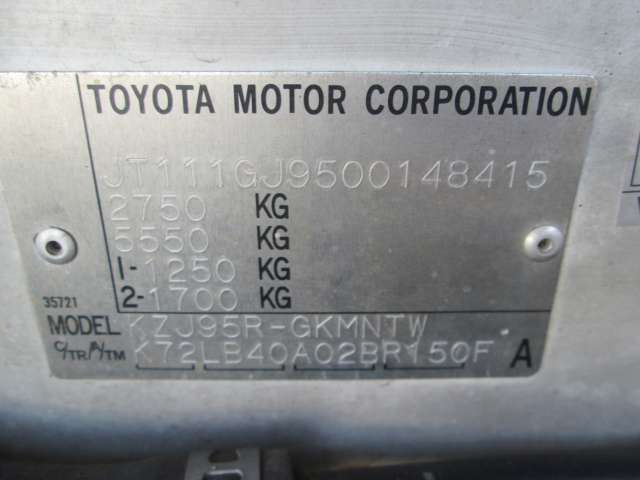 TOYOTA MOTOR CORPORATION
JT111GJ9500148415
2750 KG
5550 KG
1-1250 KG
2-1700 KG
35721
MODEL KZJ95R-GKMNTW
C/TR A/TM K72LB40A02BR150F A